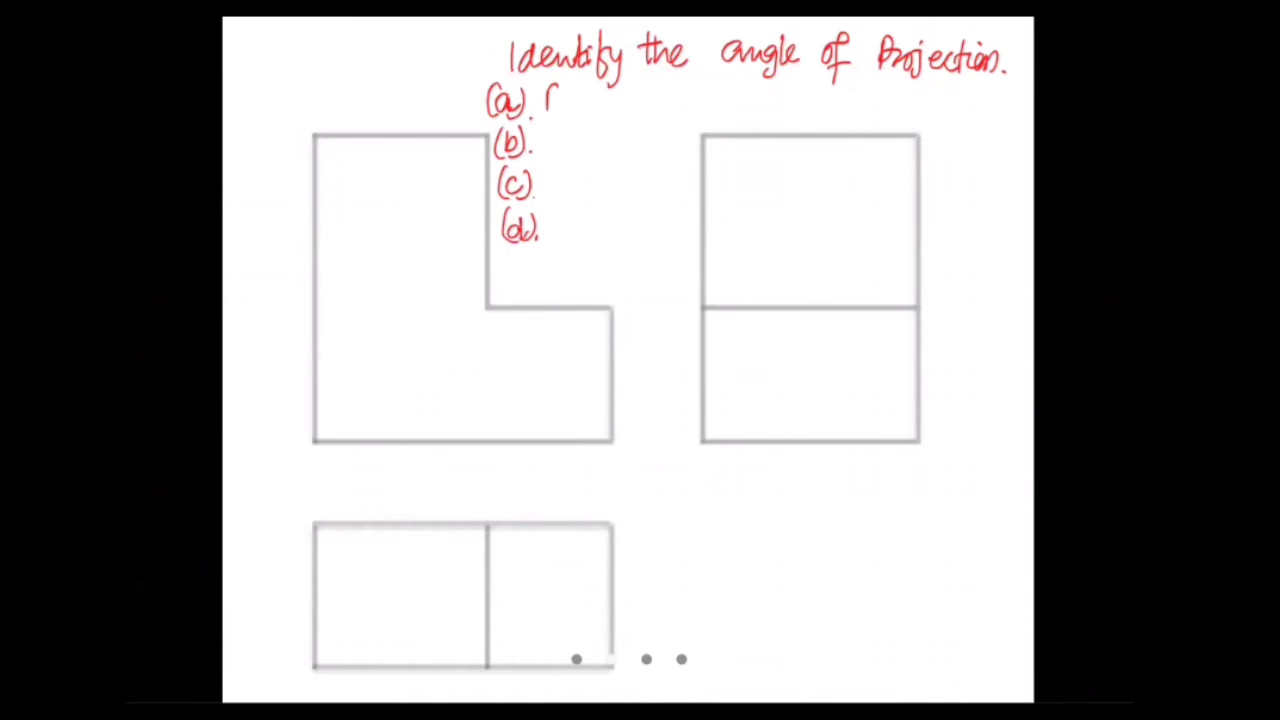 Identify the angle of Projection.
(a). r
(b).
(c).
(d).